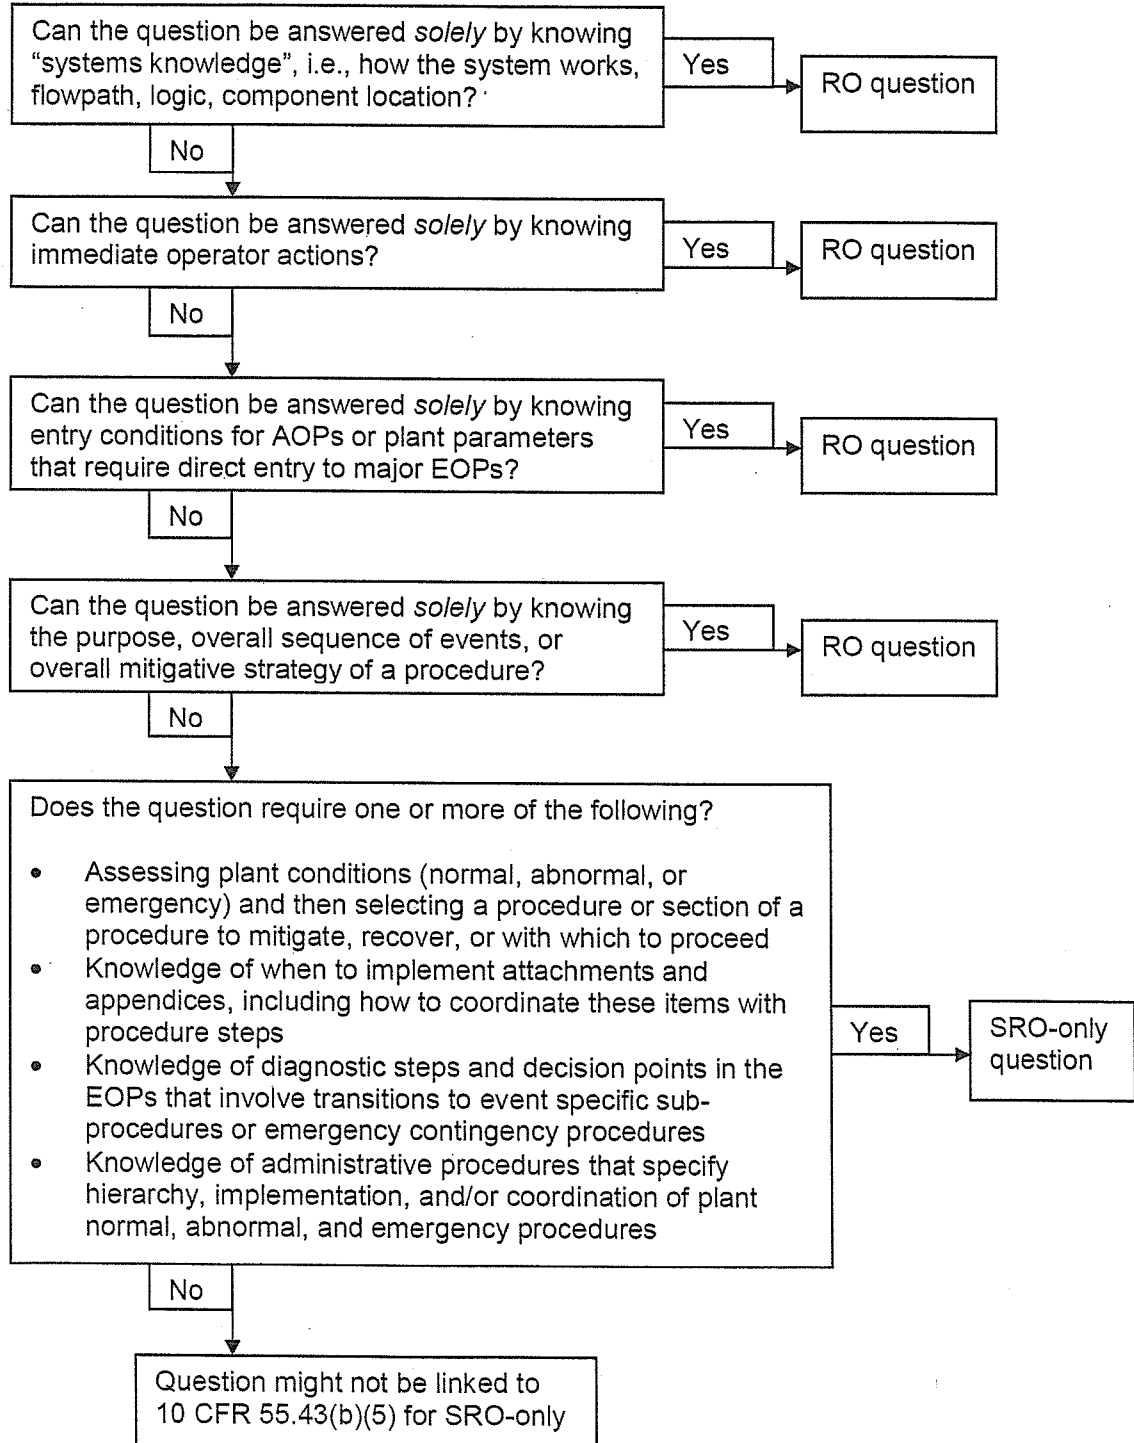 Can the question be answered solely by knowing
“systems knowledge”, i.e., how the system works,
flowpath, logic, component location?
Yes
RO question
No
Can the question be answered solely by knowing
immediate operator actions?
Yes
RO question
No
Can the question be answered solely by knowing
entry conditions for AOPs or plant parameters
that require direct entry to major EOPs?
Yes
RO question
No
Can the question be answered solely by knowing
the purpose, overall sequence of events, or
overall mitigative strategy of a procedure?
Yes
RO question
No
Does the question require one or more of the following?
• Assessing plant conditions (normal, abnormal, or
emergency) and then selecting a procedure or section of a
procedure to mitigate, recover, or with which to proceed
• Knowledge of when to implement attachments and
appendices, including how to coordinate these items with
procedure steps
• Knowledge of diagnostic steps and decision points in the
EOPs that involve transitions to event specific sub-
procedures or emergency contingency procedures
• Knowledge of administrative procedures that specify
hierarchy, implementation, and/or coordination of plant
normal, abnormal, and emergency procedures
Yes
SRO-only
question
No
Question might not be linked to
10 CFR 55.43(b)(5) for SRO-only